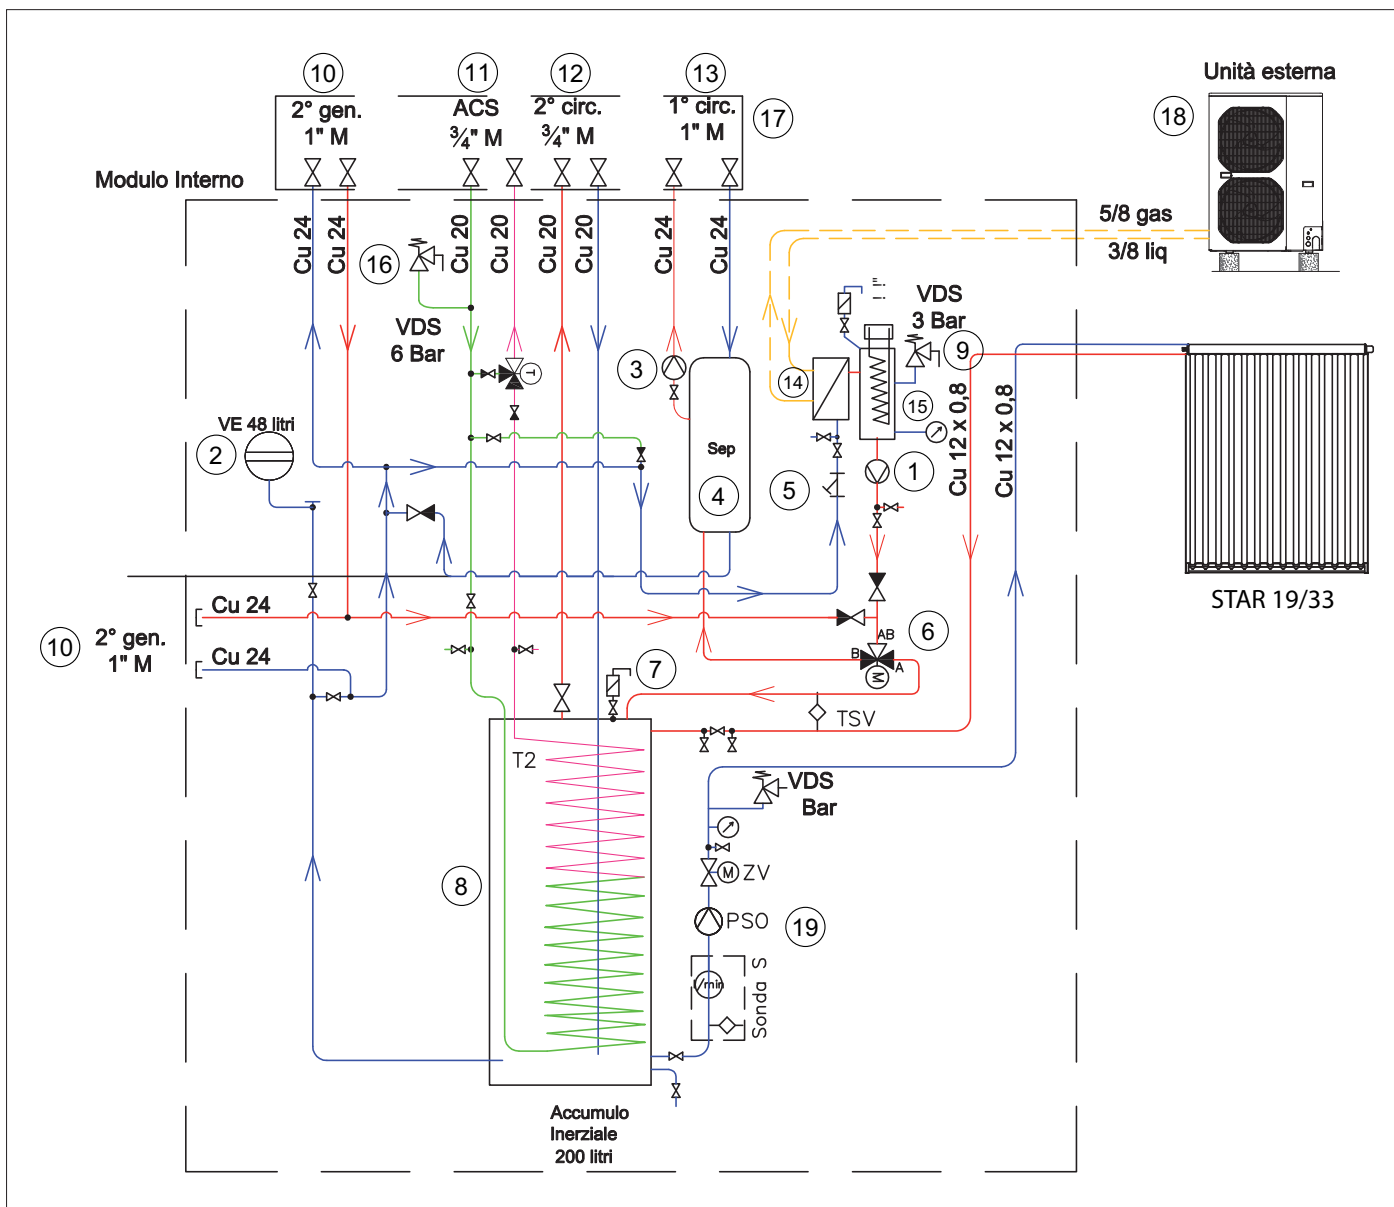 10
11
12
13
2° gen.
1" M
ACS
¾" M
2° circ.
¾" M
1° circ.
1" M
17
Unità esterna
18
Modulo Interno
Cu 24
Cu 24
Cu 20
Cu 20
Cu 20
Cu 20
Cu 24
Cu 24
5/8 gas
3/8 liq
16
VDS
6 Bar
VDS
3 Bar
9
T
3
14
15
VE 48 litri
2
Sep
4
5
1
Cu 12 x 0,8
Cu 12 x 0,8
STAR 19/33
Cu 24
10
2° gen.
1" M
Cu 24
AB
B
A
M
6
7
TSV
T2
VDS
Bar
M
ZV
8
PSO
19
l/min
Sonda S
Accumulo
Inerziale
200 litri